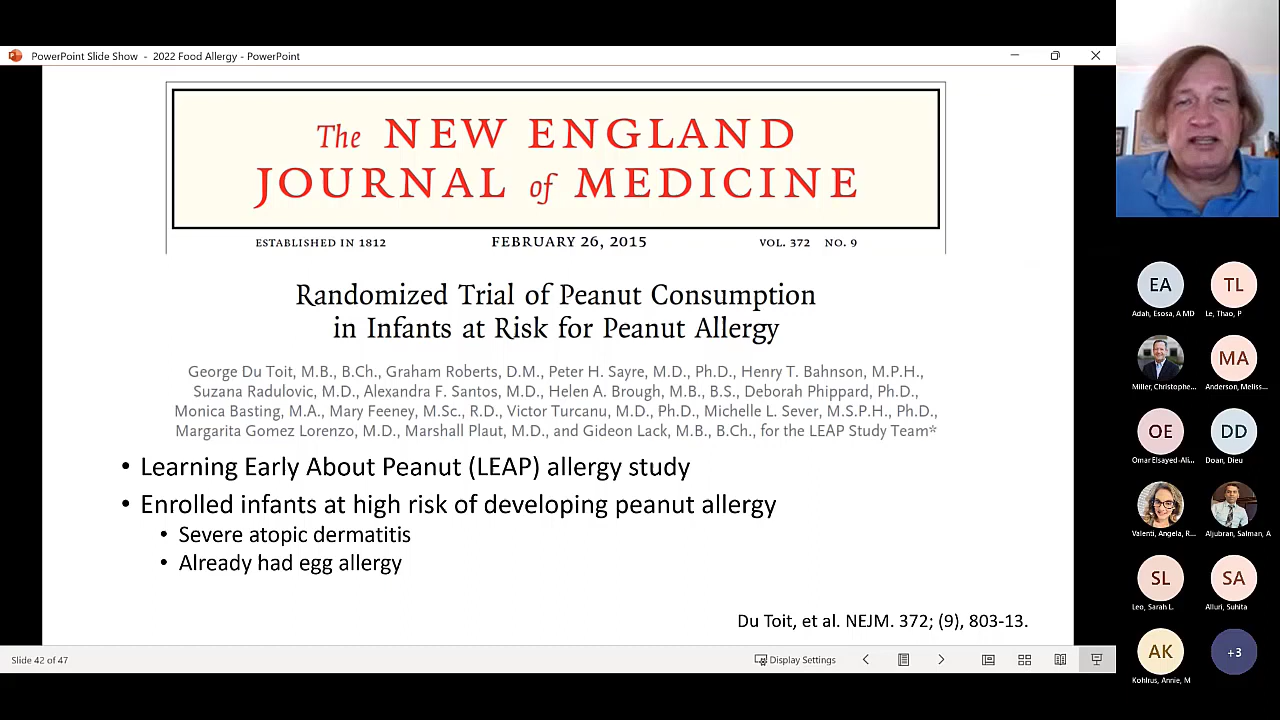 PowerPoint Slide Show - 2022 Food Allergy - PowerPoint
The NEW ENGLAND
JOURNAL of MEDICINE
ESTABLISHED IN 1812
FEBRUARY 26, 2015
VOL. 372 NO. 9
Randomized Trial of Peanut Consumption
in Infants at Risk for Peanut Allergy
George Du Toit, M.B., B.Ch., Graham Roberts, D.M., Peter H. Sayre, M.D., Ph.D., Henry T. Bahnson, M.P.H.,
Suzana Radulovic, M.D., Alexandra F. Santos, M.D., Helen A. Brough, M.B., B.S., Deborah Phippard, Ph.D.,
Monica Basting, M.A., Mary Feeney, M.Sc., R.D., Victor Turcanu, M.D., Ph.D., Michelle L. Sever, M.S.P.H., Ph.D.,
Margarita Gomez Lorenzo, M.D., Marshall Plaut, M.D., and Gideon Lack, M.B., B.Ch., for the LEAP Study Team*
• Learning Early About Peanut (LEAP) allergy study
• Enrolled infants at high risk of developing peanut allergy
• Severe atopic dermatitis
• Already had egg allergy
Du Toit, et al. NEJM. 372; (9), 803-13.
Slide 42 of 47
Display Settings
EA
TL
Adah, Esosa, A MD
Le, Thao, P
MA
Miller, Christophe...
Anderson, Meliss...
OE
DD
Omar Elsayed-Ali...
Doan, Dieu
Valenti, Angela, R...
Aljubran, Salman, A
SL
SA
Leo, Sarah L.
Alluri, Suhita
AK
+3
Kohlrus, Annie, M